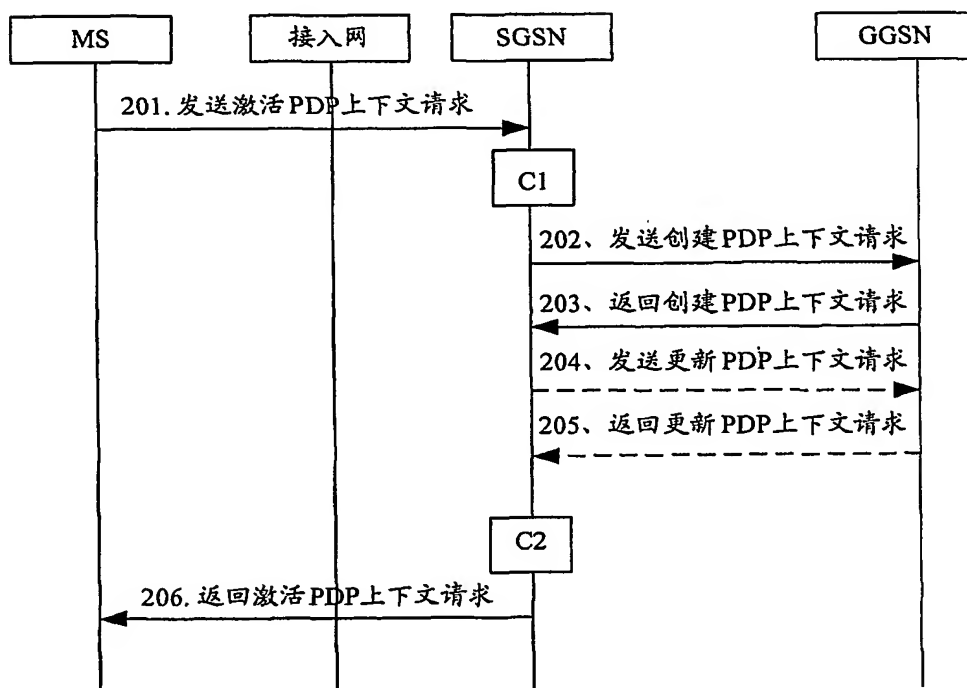 MS
接入网
SGSN
GGSN
201.发送激活PDP上下文请求
C1
202、发送创建PDP上下文请求
203、返回创建PDP上下文请求
204、发送更新PDP上下文请求
205、返回更新PDP上下文请求
C2
206.返回激活PDP上下文请求